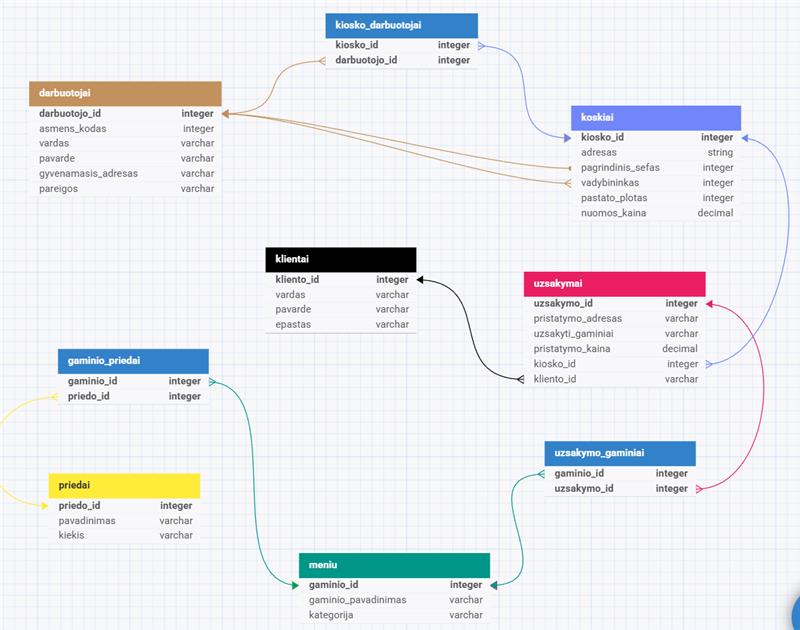 kiosko_darbuotojai
kiosko_id integer
darbuotojo_id integer
darbuotojai
darbuotojo_id integer
asmens_kodas integer
vardas varchar
pavarde varchar
gyvenamasis_adresas varchar
pareigos varchar
koskiai
kiosko_id integer
adresas string
pagrindinis_sefas integer
vadybininkas integer
pastato_plotas integer
nuomos_kaina decimal
klientai
kliento_id integer
vardas varchar
pavarde varchar
epastas varchar
uzsakymai
uzsakymo_id integer
pristatymo_adresas varchar
uzsakyti_gaminiai varchar
pristatymo_kaina decimal
kiosko_id integer
kliento_id varchar
gaminio_priedai
gaminio_id integer
priedo_id integer
uzsakymo_gaminiai
gaminio_id integer
uzsakymo_id integer
priedai
priedo_id integer
pavadinimas varchar
kiekis varchar
meniu
gaminio_id integer
gaminio_pavadinimas varchar
kategorija varchar